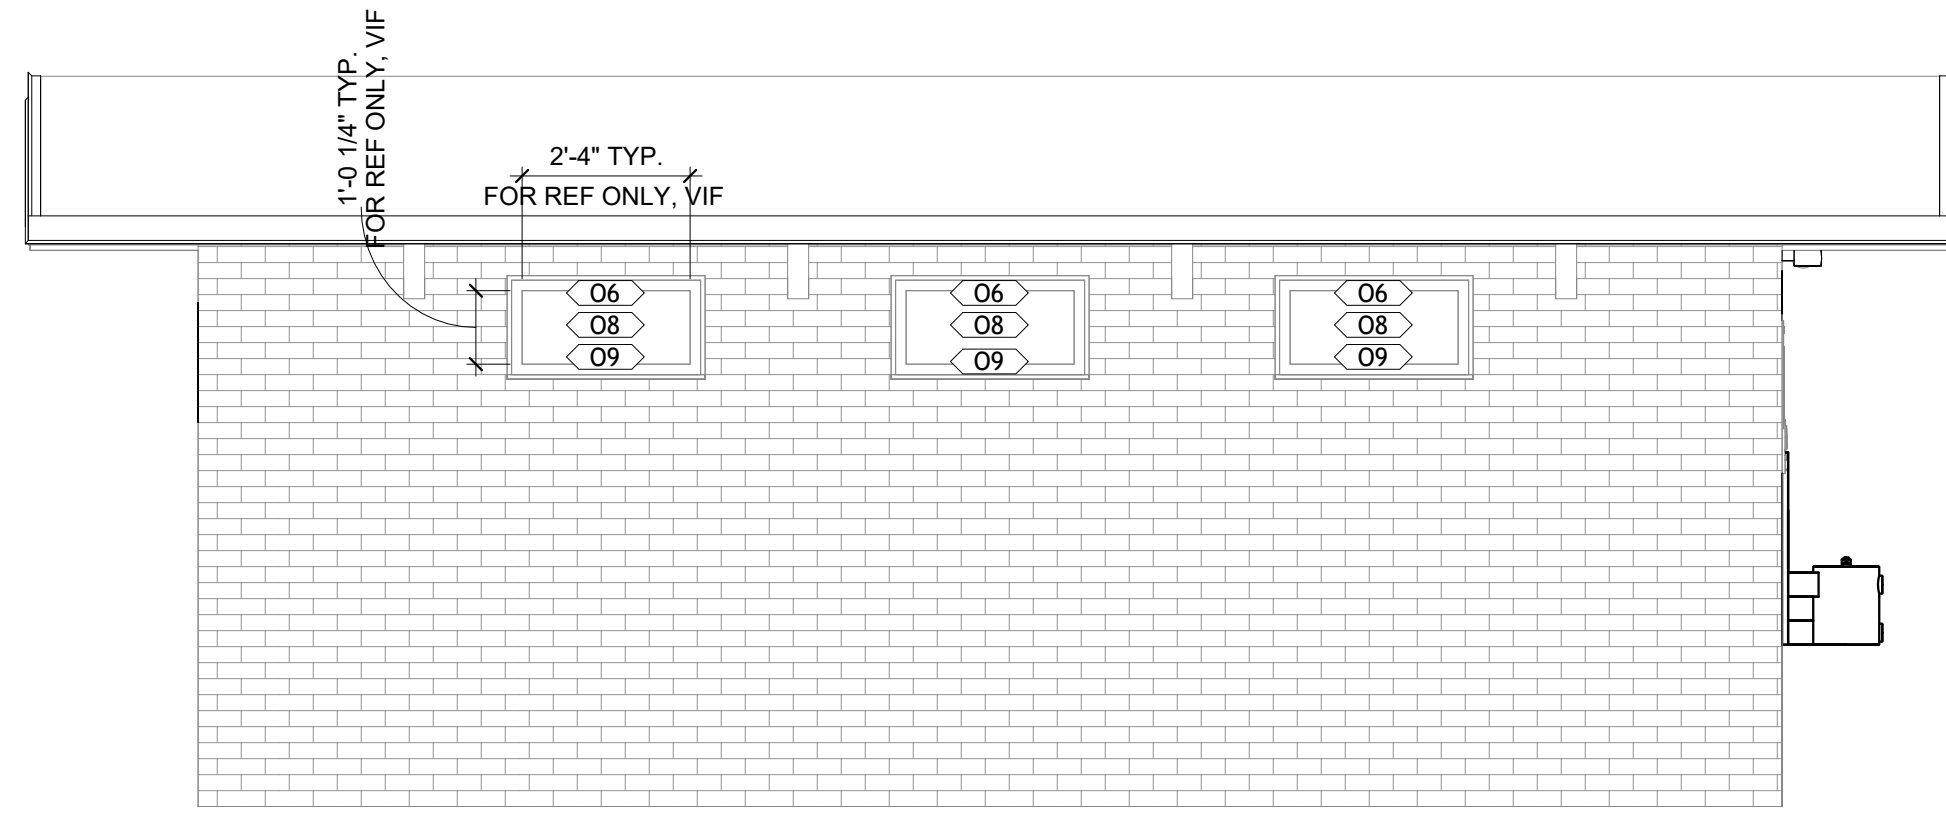 1'-0 1/4" TYP.
FOR REF ONLY, VIF
2'-4" TYP.
FOR REF ONLY, VIF
O6
O8
O9
O6
O8
O9
O6
O8
O9